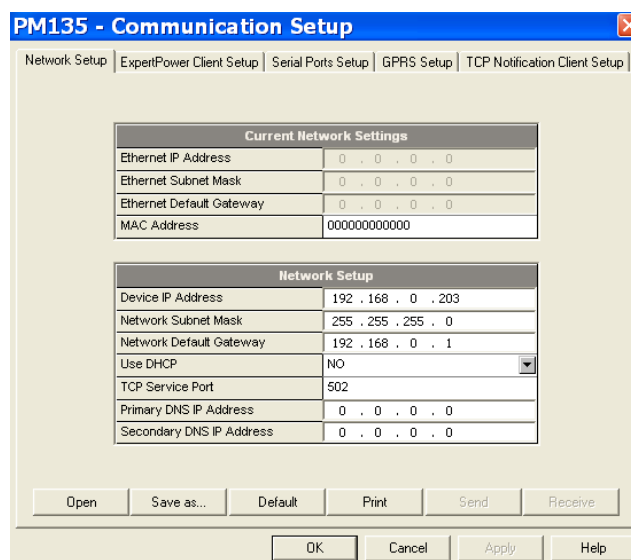 PM135 - Communication Setup
Network Setup ExpertPower Client Setup Serial Ports Setup GPRS Setup TCP Notification Client Setup
Current Network Settings
Ethernet IP Address 0 . 0 . 0 . 0
Ethernet Subnet Mask 0 . 0 . 0 . 0
Ethernet Default Gateway 0 . 0 . 0 . 0
MAC Address 000000000000
Network Setup
Device IP Address 192 . 168 . 0 . 203
Network Subnet Mask 255 . 255 . 255 . 0
Network Default Gateway 192 . 168 . 0 . 1
Use DHCP NO
TCP Service Port 502
Primary DNS IP Address 0 . 0 . 0 . 0
Secondary DNS IP Address 0 . 0 . 0 . 0
Open Save as... Default Print Send Receive
OK Cancel Apply Help